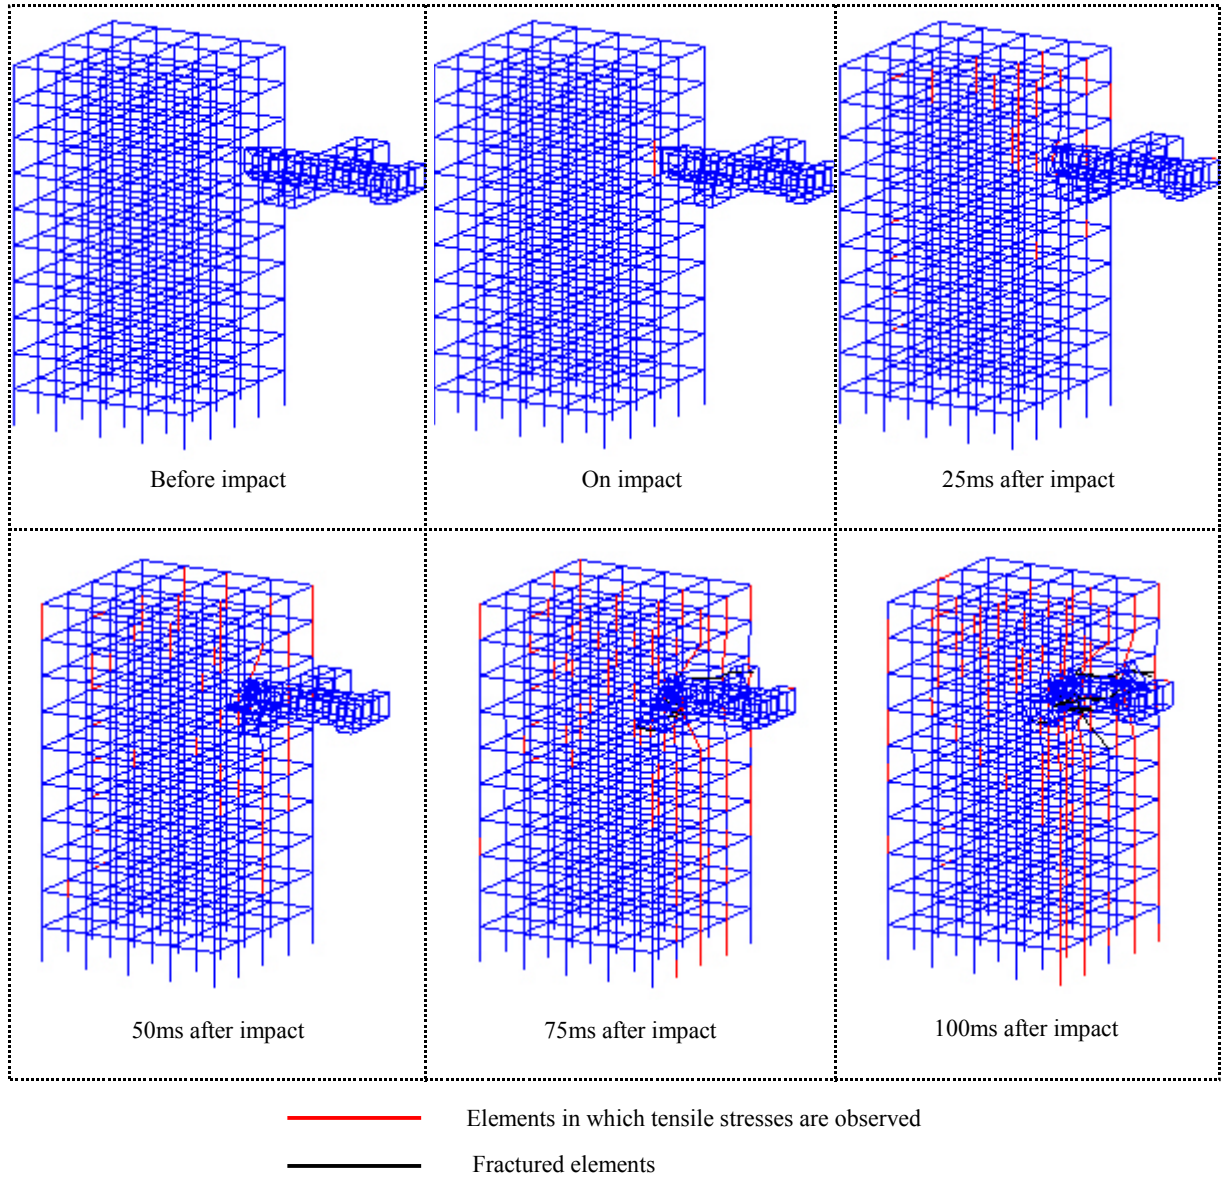 Before impact
On impact
25ms after impact
50ms after impact
75ms after impact
100ms after impact
Elements in which tensile stresses are observed
Fractured elements